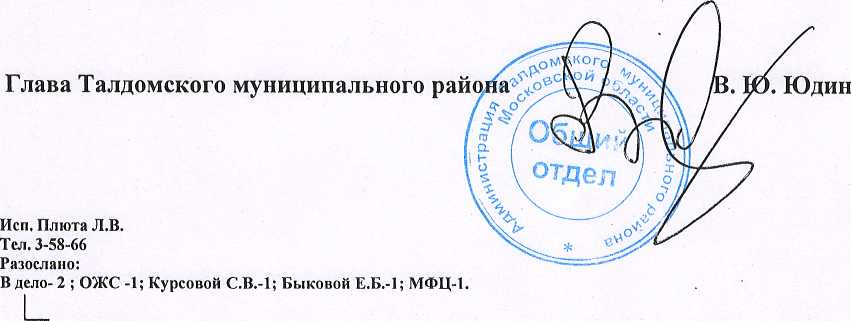 Глава Талдомского муниципального района В. Ю. Юдин
Администрация Талдомского муниципального района
Московской области
Общий
отдел
*
Исп. Плюта Л.В.
Тел. 3-58-66
Разослано:
В дело- 2 ; ОЖС -1; Курсовой С.В.-1; Быковой Е.Б.-1; МФЦ-1.